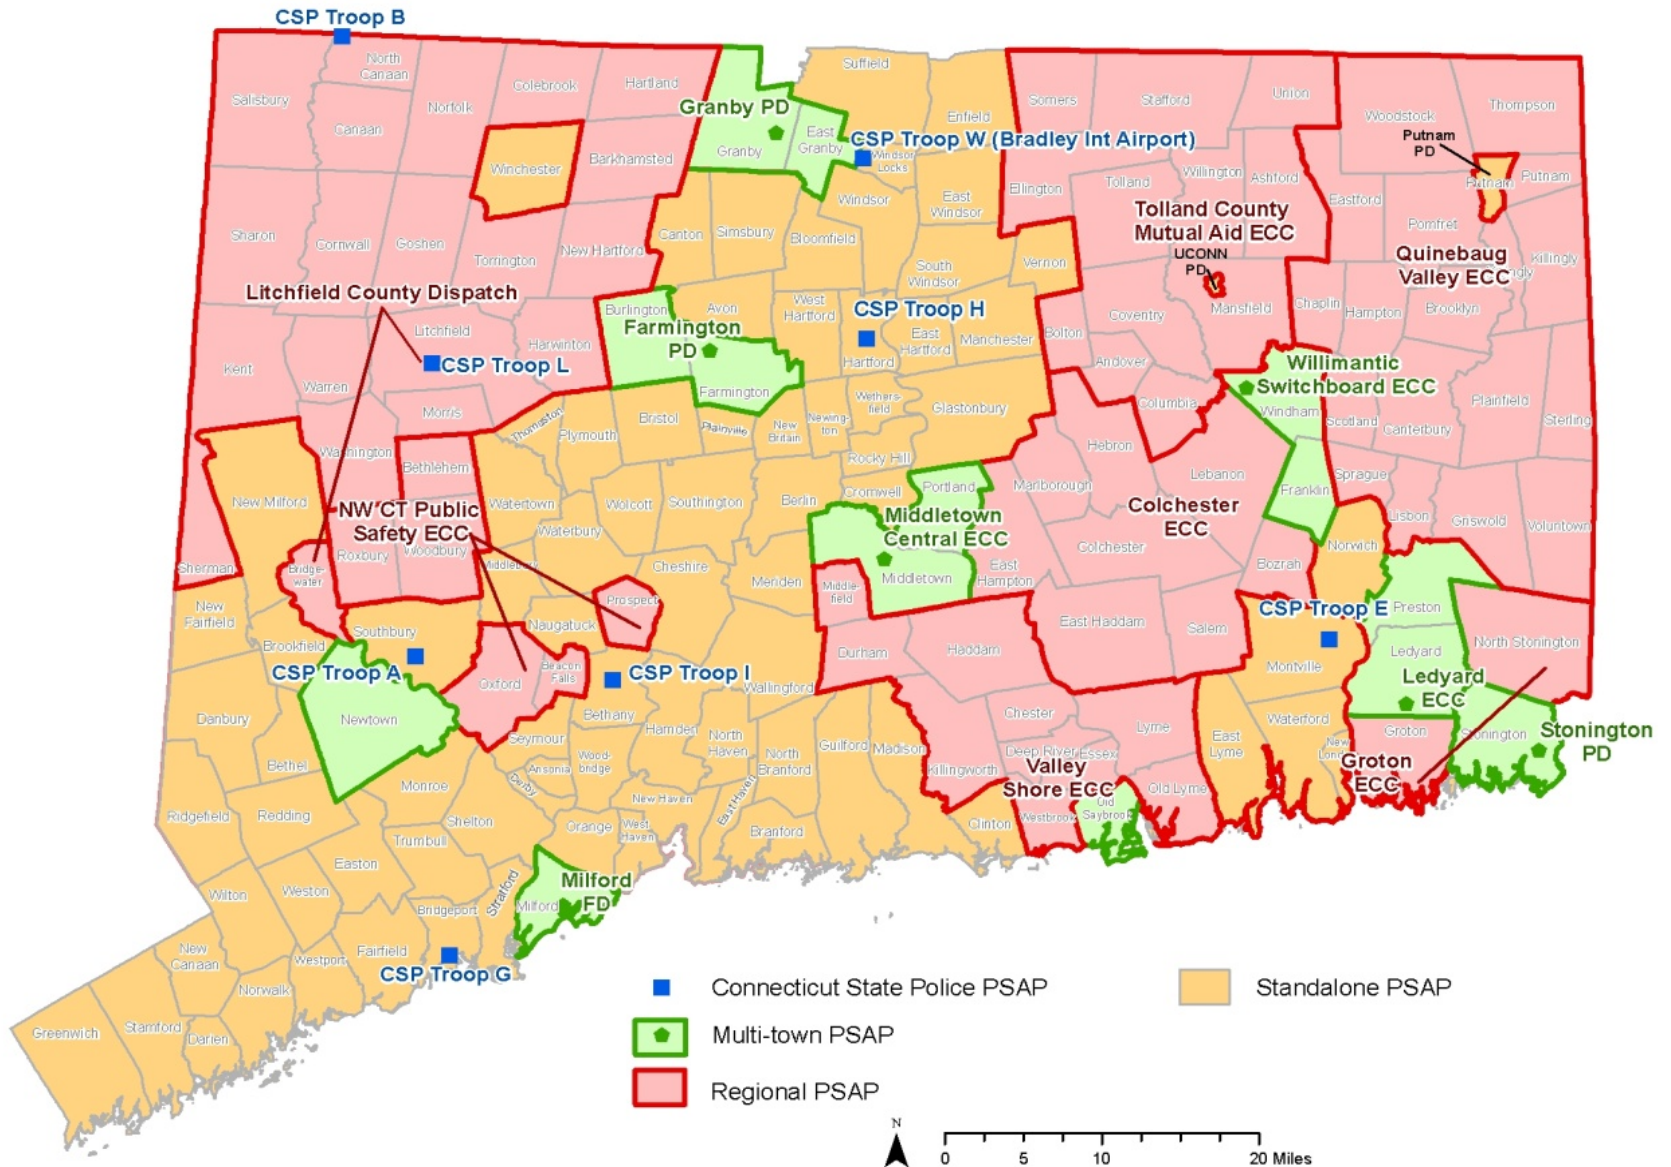 CSP Troop B
North
Canaan
Colebrook
Hartland
Salisbury
Norfolk
Canaan
Winchester
Barkhamsted
Granby PD
Granby
East
Granby
Suffield
Enfield
CSP Troop W (Bradley Int Airport)
Windsor
Locks
Somers
Stafford
Union
Woodstock
Thompson
Putnam
PD
Putnam
Putnam
Sharon
Cornwall
Goshen
Torrington
New Hartford
Canton
Simsbury
Bloomfield
Windsor
East
Windsor
Ellington
Tolland
Willington
Ashford
Eastford
Pomfret
Killingly
Tolland County
Mutual Aid ECC
UCONN
PD
Quinebaug
Valley ECC
Litchfield County Dispatch
Litchfield
Harwinton
Burlington
Avon
West
Hartford
South
Windsor
Vernon
Mansfield
Chaplin
Hampton
Brooklyn
Farmington
PD
Farmington
CSP Troop H
Hartford
East
Hartford
Manchester
Bolton
Coventry
Andover
Kent
Warren
CSP Troop L
Morris
Willimantic
Switchboard ECC
Windham
Scotland
Canterbury
Plainfield
Sterling
Thomaston
Plymouth
Bristol
Plainville
New
Britain
Newing-
ton
Wethers-
field
Glastonbury
Columbia
Hebron
Lebanon
Washington
Bethlehem
Rocky Hill
Cromwell
Portland
Marlborough
Franklin
Sprague
Lisbon
Griswold
Voluntown
New Milford
NW CT Public
Safety ECC
Roxbury
Woodbury
Watertown
Wolcott
Southington
Berlin
Waterbury
Middlebury
Cheshire
Meriden
Middletown
Central ECC
Middletown
Middle-
field
East
Hampton
Colchester
ECC
Colchester
Bozrah
Norwich
Sherman
Bridge-
water
New
Fairfield
Brookfield
Southbury
CSP Troop A
Naugatuck
Prospect
Oxford
Beacon
Falls
CSP Troop I
Wallingford
Durham
Haddam
East Haddam
Salem
CSP Troop E
Montville
Preston
Ledyard
North Stonington
Ledyard
ECC
Danbury
Newtown
Bethany
Hamden
Seymour
North
Haven
North
Branford
Guilford
Madison
Killingworth
Chester
Deep River
Essex
Lyme
East
Lyme
Waterford
Groton
Stonington
Stonington
PD
Groton
ECC
Bethel
Monroe
Ansonia
Wood-
bridge
Derby
New Haven
East Haven
Valley
Shore ECC
Westbrook
Old
Saybrook
Old Lyme
Clinton
Ridgefield
Redding
Shelton
Orange
West
Haven
Branford
Trumbull
Easton
Weston
Wilton
Stratford
Milford
FD
Milford
Bridgeport
Fairfield
CSP Troop G
Westport
New
Canaan
Norwalk
Greenwich
Stamford
Darien
Connecticut State Police PSAP
Standalone PSAP
Multi-town PSAP
Regional PSAP
N
0 5 10 20 Miles